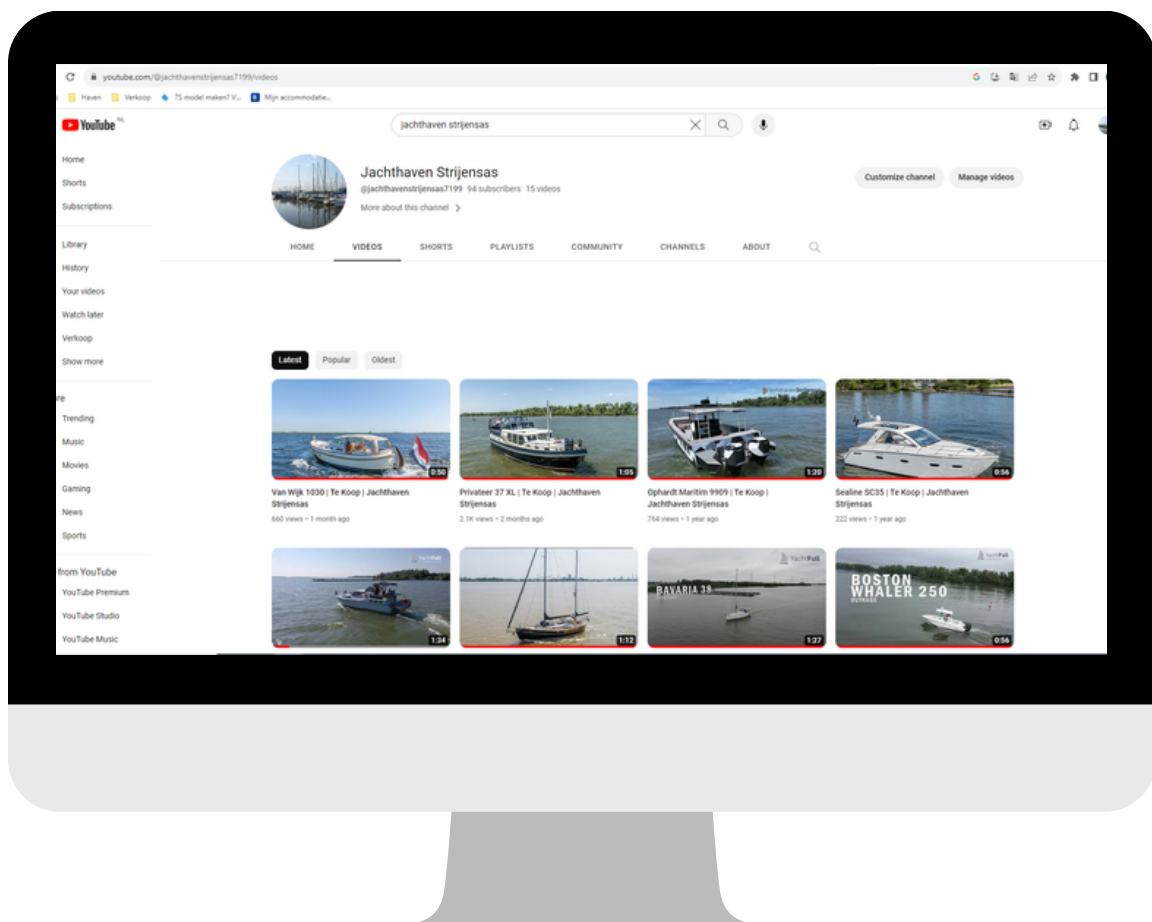 youtube.com/@jachthavenstrijensas7199/videos
Haven Verkoop 75 model maken? V... Mijn accommodatie...
YouTube NL
jachthaven strijensas
Home
Shorts
Subscriptions
Library
History
Your videos
Watch later
Verkoop
Show more
re
Trending
Music
Movies
Gaming
News
Sports
from YouTube
YouTube Premium
YouTube Studio
YouTube Music
Jachthaven Strijensas
@jachthavenstrijensas7199 94 subscribers 15 videos
More about this channel
Customize channel Manage videos
HOME VIDEOS SHORTS PLAYLISTS COMMUNITY CHANNELS ABOUT
Latest Popular Oldest
0:50
Van Wijk 1030 | Te Koop | Jachthaven
Strijensas
660 views • 1 month ago
1:05
Privateer 37 XL | Te Koop | Jachthaven
Strijensas
2.1K views • 2 months ago
1:20
Ophardt Maritim 9909 | Te Koop |
Jachthaven Strijensas
764 views • 1 year ago
0:56
Sealine SC35 | Te Koop | Jachthaven
Strijensas
222 views • 1 year ago
YachtFull
1:34
1:12
YachtFull
BAVARIA 38
1:27
YachtFull
BOSTON
WHALER 250
OUTRAGE
0:56